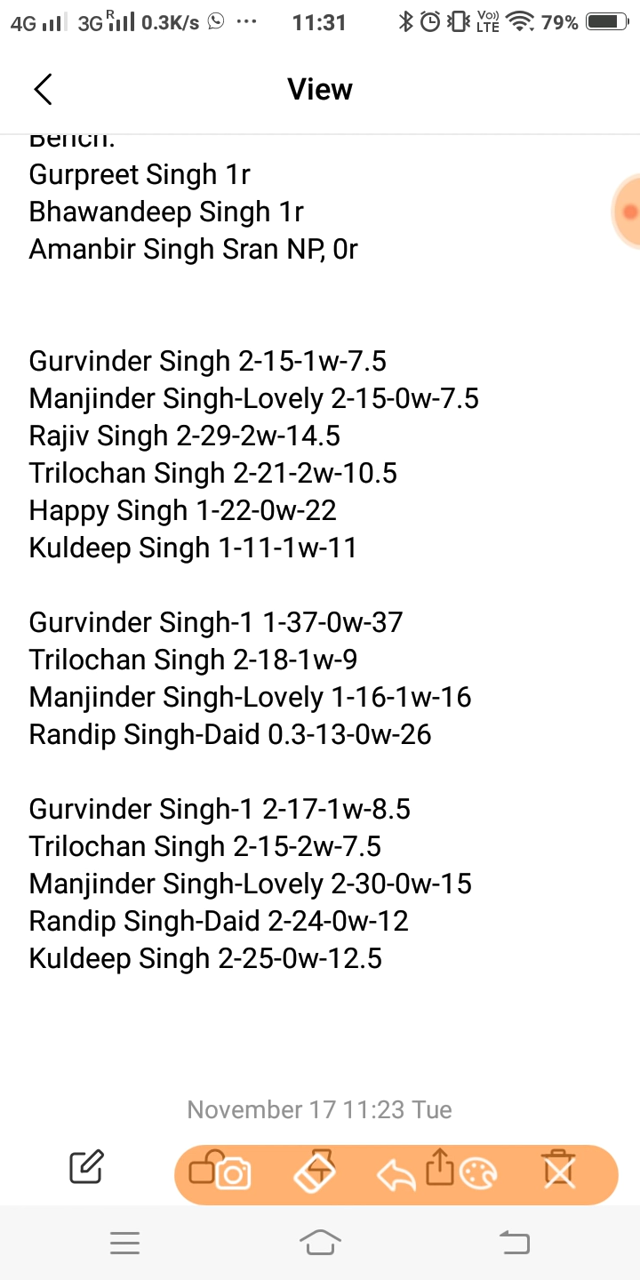 4G 3G R 0.3K/s ... 11:31 Vo)) LTE 79%
View
Bench:
Gurpreet Singh 1r
Bhawandeep Singh 1r
Amanbir Singh Sran NP, 0r
Gurvinder Singh 2-15-1w-7.5
Manjinder Singh-Lovely 2-15-0w-7.5
Rajiv Singh 2-29-2w-14.5
Trilochan Singh 2-21-2w-10.5
Happy Singh 1-22-0w-22
Kuldeep Singh 1-11-1w-11
Gurvinder Singh-1 1-37-0w-37
Trilochan Singh 2-18-1w-9
Manjinder Singh-Lovely 1-16-1w-16
Randip Singh-Daid 0.3-13-0w-26
Gurvinder Singh-1 2-17-1w-8.5
Trilochan Singh 2-15-2w-7.5
Manjinder Singh-Lovely 2-30-0w-15
Randip Singh-Daid 2-24-0w-12
Kuldeep Singh 2-25-0w-12.5
November 17 11:23 Tue